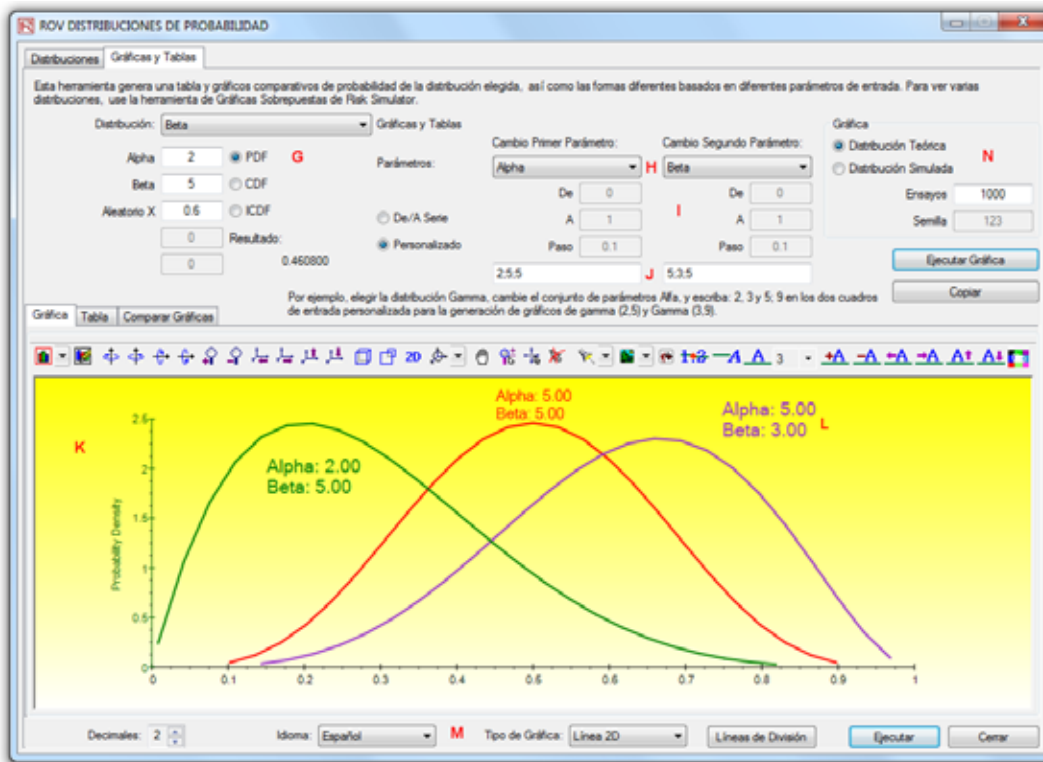 ROV DISTRIBUCIONES DE PROBABILIDAD
Distribuciones Gráficas y Tablas
Esta herramienta genera una tabla y gráficos comparativos de probabilidad de la distribución elegida, así como las formas diferentes basados en diferentes parámetros de entrada. Para ver varias
distribuciones, use la herramienta de Gráficas Sobrepuestas de Risk Simulator.
Distribución: Beta Gráficas y Tablas
Gráfica
Cambio Primer Parámetro: Cambio Segundo Parámetro:
Alpha 2 PDF G Parámetros: Alpha H Beta
Distribución Teórica N
Distribución Simulada
Beta 5 CDF De 0 De 0
Ensayos 1000
Aleatorio X 0.6 ICDF De/A Serie A 1 I A 1
Semilla 123
0 Resultado: Personalizado Paso 0.1 Paso 0.1
0 0.460800
Ejecutar Gráfica
2;5;5 J 5;3;5
Copiar
Por ejemplo, elegir la distribución Gamma, cambie el conjunto de parámetros Alfa, y escriba: 2, 3 y 5; 9 en los dos cuadros
de entrada personalizada para la generación de gráficos de gamma (2,5) y Gamma (3,9).
Gráfica Tabla Comparar Gráficas
2D 3
K
Alpha: 5.00
Beta: 5.00
Alpha: 5.00
Beta: 3.00 L
Alpha: 2.00
Beta: 5.00
Probability Density
2.5
2
1.5
1
0.5
0
0 0.1 0.2 0.3 0.4 0.5 0.6 0.7 0.8 0.9 1
Decimales: 2 Idioma: Español M Tipo de Gráfica: Línea 2D Líneas de División Ejecutar Cerrar